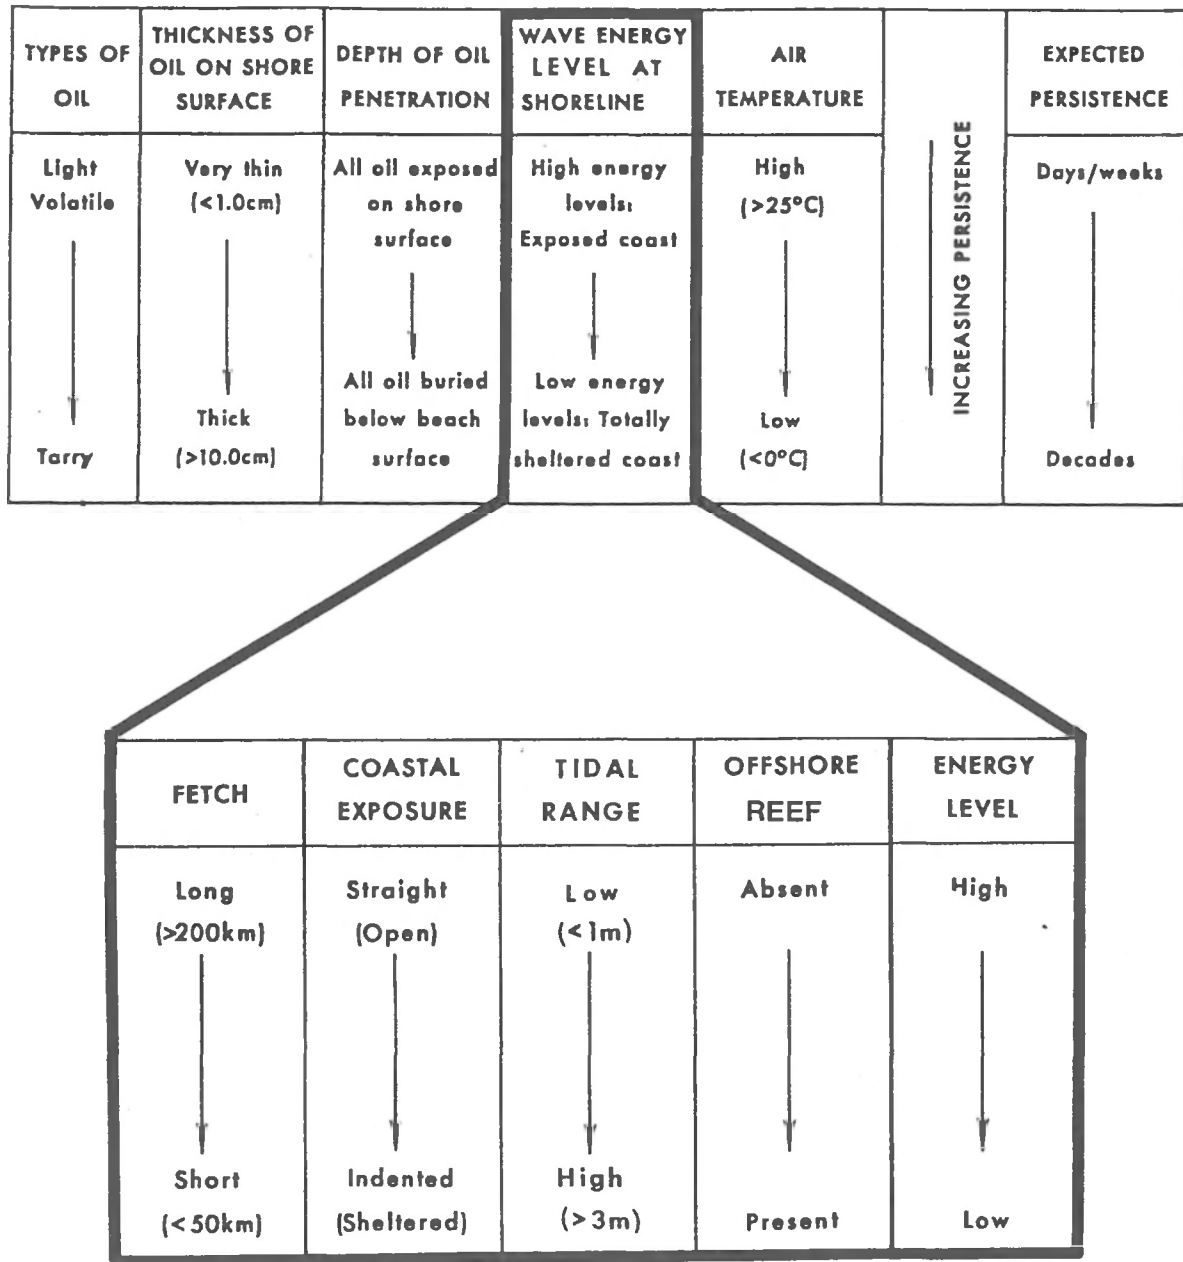 TYPES OF
OIL
THICKNESS OF
OIL ON SHORE
SURFACE
DEPTH OF OIL
PENETRATION
WAVE ENERGY
LEVEL AT
SHORELINE
AIR
TEMPERATURE
INCREASING PERSISTENCE
EXPECTED
PERSISTENCE
Light
Volatile
Tarry
Very thin
(<1.0cm)
Thick
(>10.0cm)
All oil exposed
on shore
surface
All oil buried
below beach
surface
High energy
levels:
Exposed coast
Low energy
levels: Totally
sheltered coast
High
(>25°C)
Low
(<0°C)
Days/weeks
Decades
FETCH
COASTAL
EXPOSURE
TIDAL
RANGE
OFFSHORE
REEF
ENERGY
LEVEL
Long
(>200km)
Short
(<50km)
Straight
(Open)
Indented
(Sheltered)
Low
(<1m)
High
(>3m)
Absent
Present
High
Low